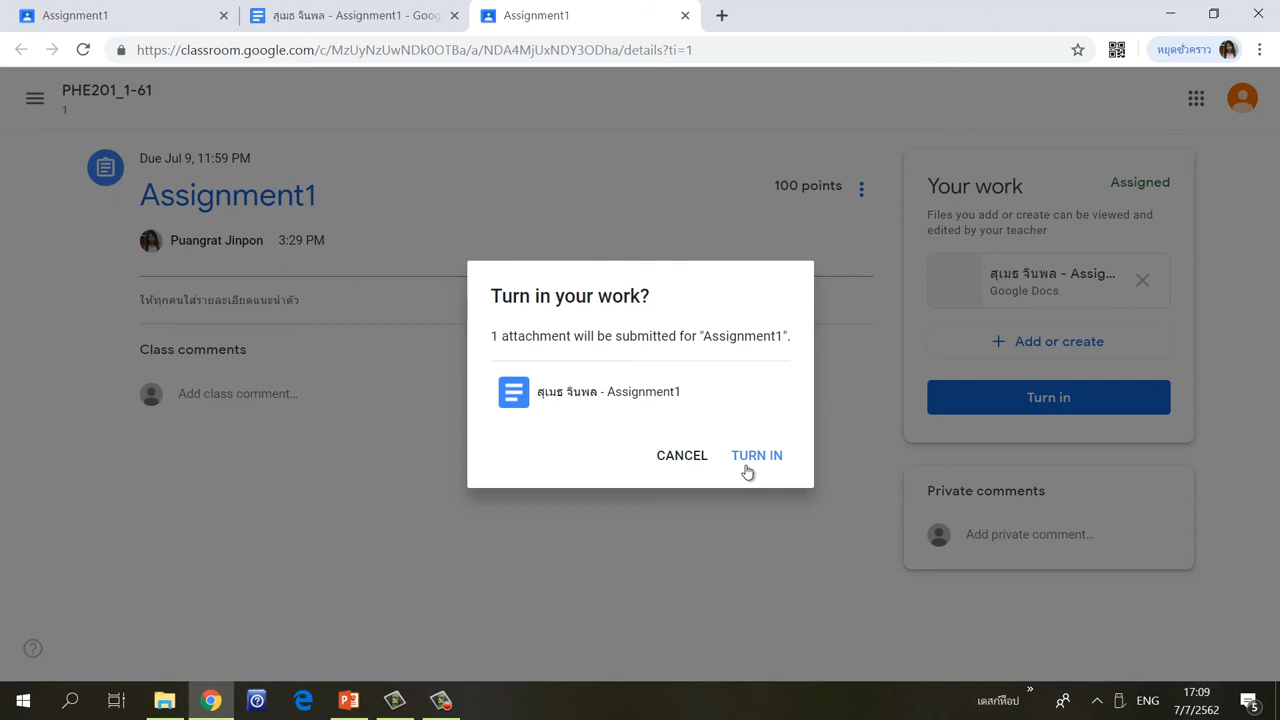 Assignment1
สุเมธ จินพล - Assignment1 - Goog
Assignment1
https://classroom.google.com/c/MzUyNzUwNDk0OTBa/a/NDA4MjUxNDY3ODha/details?ti=1
หยุดชั่วคราว
PHE201_1-61
1
Due Jul 9, 11:59 PM
Assignment1
100 points
Puangrat Jinpon 3:29 PM
ให้ทุกคนใส่รายละเอียดแนะนำตัว
Class comments
Add class comment…
Your work
Assigned
Files you add or create can be viewed and
edited by your teacher
สุเมธ จินพล - Assig...
Google Docs
+ Add or create
Turn in
Private comments
Add private comment…
Turn in your work?
1 attachment will be submitted for "Assignment1".
สุเมธ จินพล - Assignment1
CANCEL TURN IN
เดสก์ท็อป
ENG
17:09
7/7/2562
5